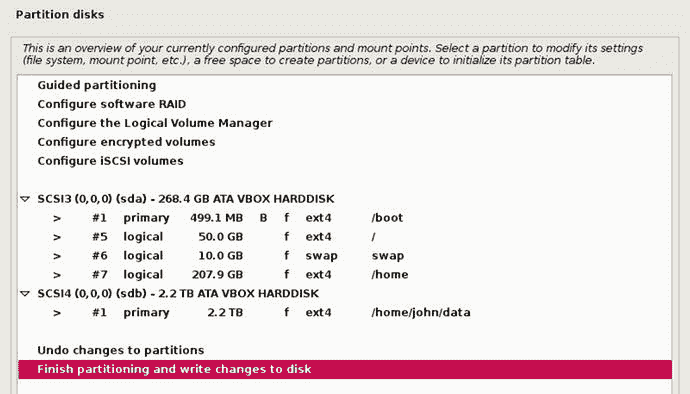 Partition disks
This is an overview of your currently configured partitions and mount points. Select a partition to modify its settings
(file system, mount point, etc.), a free space to create partitions, or a device to initialize its partition table.
Guided partitioning
Configure software RAID
Configure the Logical Volume Manager
Configure encrypted volumes
Configure iSCSI volumes
SCSI3 (0,0,0) (sda) - 268.4 GB ATA VBOX HARDDISK
> #1 primary 499.1 MB B f ext4 /boot
> #5 logical 50.0 GB f ext4 /
> #6 logical 10.0 GB f swap swap
> #7 logical 207.9 GB f ext4 /home
SCSI4 (0,0,0) (sdb) - 2.2 TB ATA VBOX HARDDISK
> #1 primary 2.2 TB f ext4 /home/john/data
Undo changes to partitions
Finish partitioning and write changes to disk